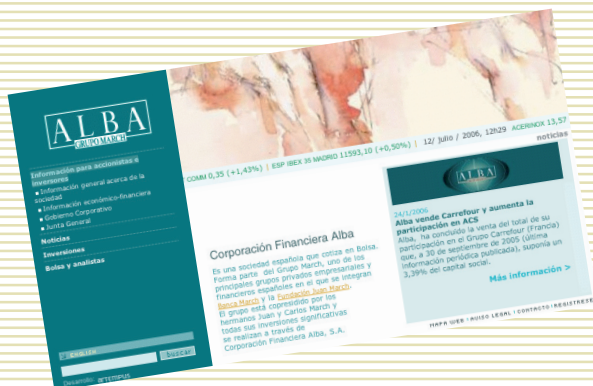 ALBA
GRUPO MARCH
Información para accionistas e
inversores
Información general acerca de la
sociedad
Información económico-financiera
Gobierno Corporativo
Junta General
Noticias
Inversiones
Bolsa y analistas
ENGLISH
buscar
Desarrollo: artempus
COMM 0,35 (+1,43%) | ESP IBEX 35 MADRID 11593,10 (+0,50%) | 12/ julio / 2006, 12h29 ACERINOX 13,57
Corporación Financiera Alba
Es una sociedad española que cotiza en Bolsa.
Forma parte del Grupo March, uno de los
principales grupos privados empresariales y
financieros españoles en el que se integran
Banca March y la Fundación Juan March.
El grupo está copresidido por los
hermanos Juan y Carlos March y
todas sus inversiones significativas
se realizan a través de
Corporación Financiera Alba, S.A.
noticias
ALBA
24/1/2006
Alba vende Carrefour y aumenta la
participación en ACS
Alba, ha concluido la venta del total de su
participación en el Grupo Carrefour (Francia)
que, a 30 de septiembre de 2005 (última
información periódica publicada), suponía un
3,39% del capital social.
Más información >
MAPA WEB | AVISO LEGAL | CONTACTO | REGISTRESE